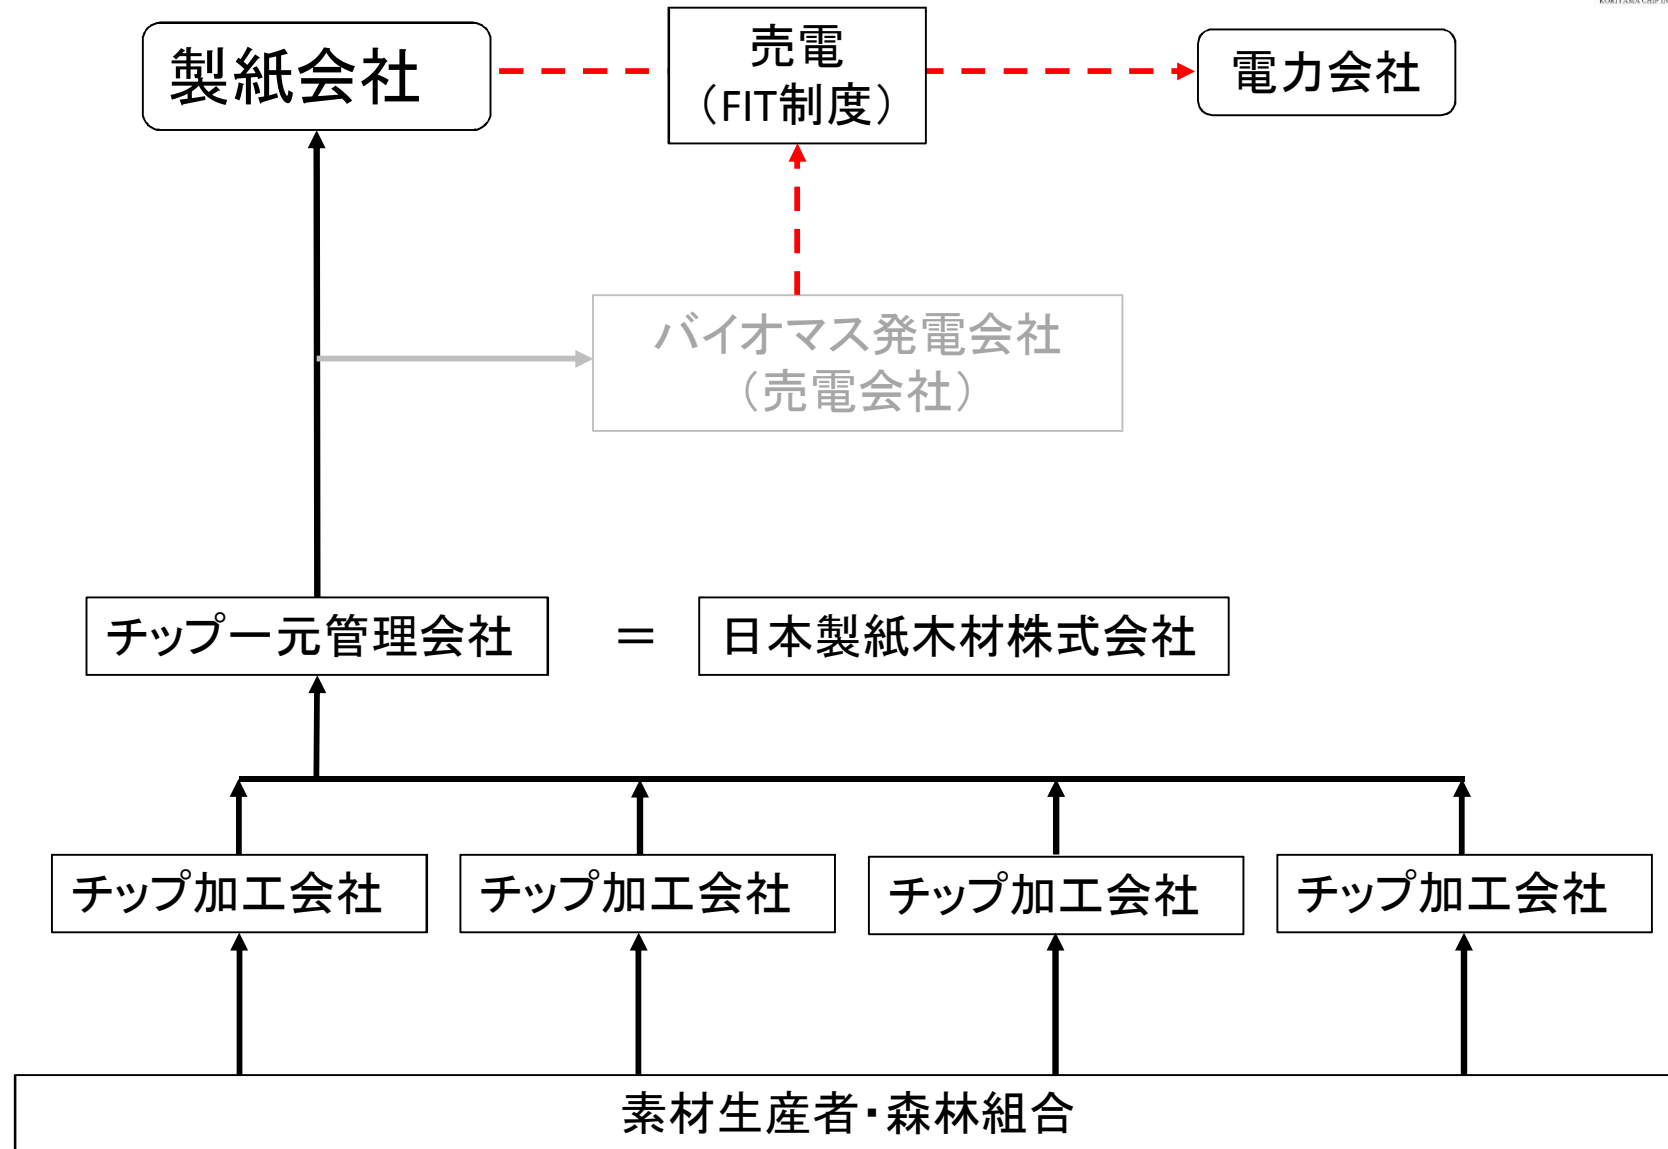 KORIYAMA CHIP IN
製紙会社
売電
（FIT制度）
電力会社
バイオマス発電会社
（売電会社）
チップ一元管理会社
＝
日本製紙木材株式会社
チップ加工会社
チップ加工会社
チップ加工会社
チップ加工会社
素材生産者・森林組合